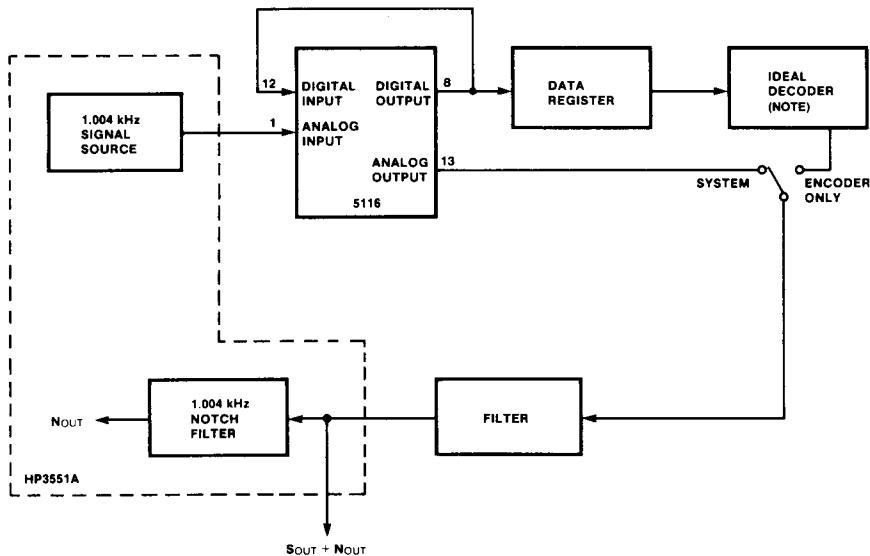 12
DIGITAL
INPUT
DIGITAL
OUTPUT
8
1.004 kHz
SIGNAL
SOURCE
1
ANALOG
INPUT
ANALOG
OUTPUT
13
5116
DATA
REGISTER
IDEAL
DECODER
(NOTE)
SYSTEM
ENCODER
ONLY
NOUT
1.004 kHz
NOTCH
FILTER
FILTER
HP3551A
SOUT + NOUT